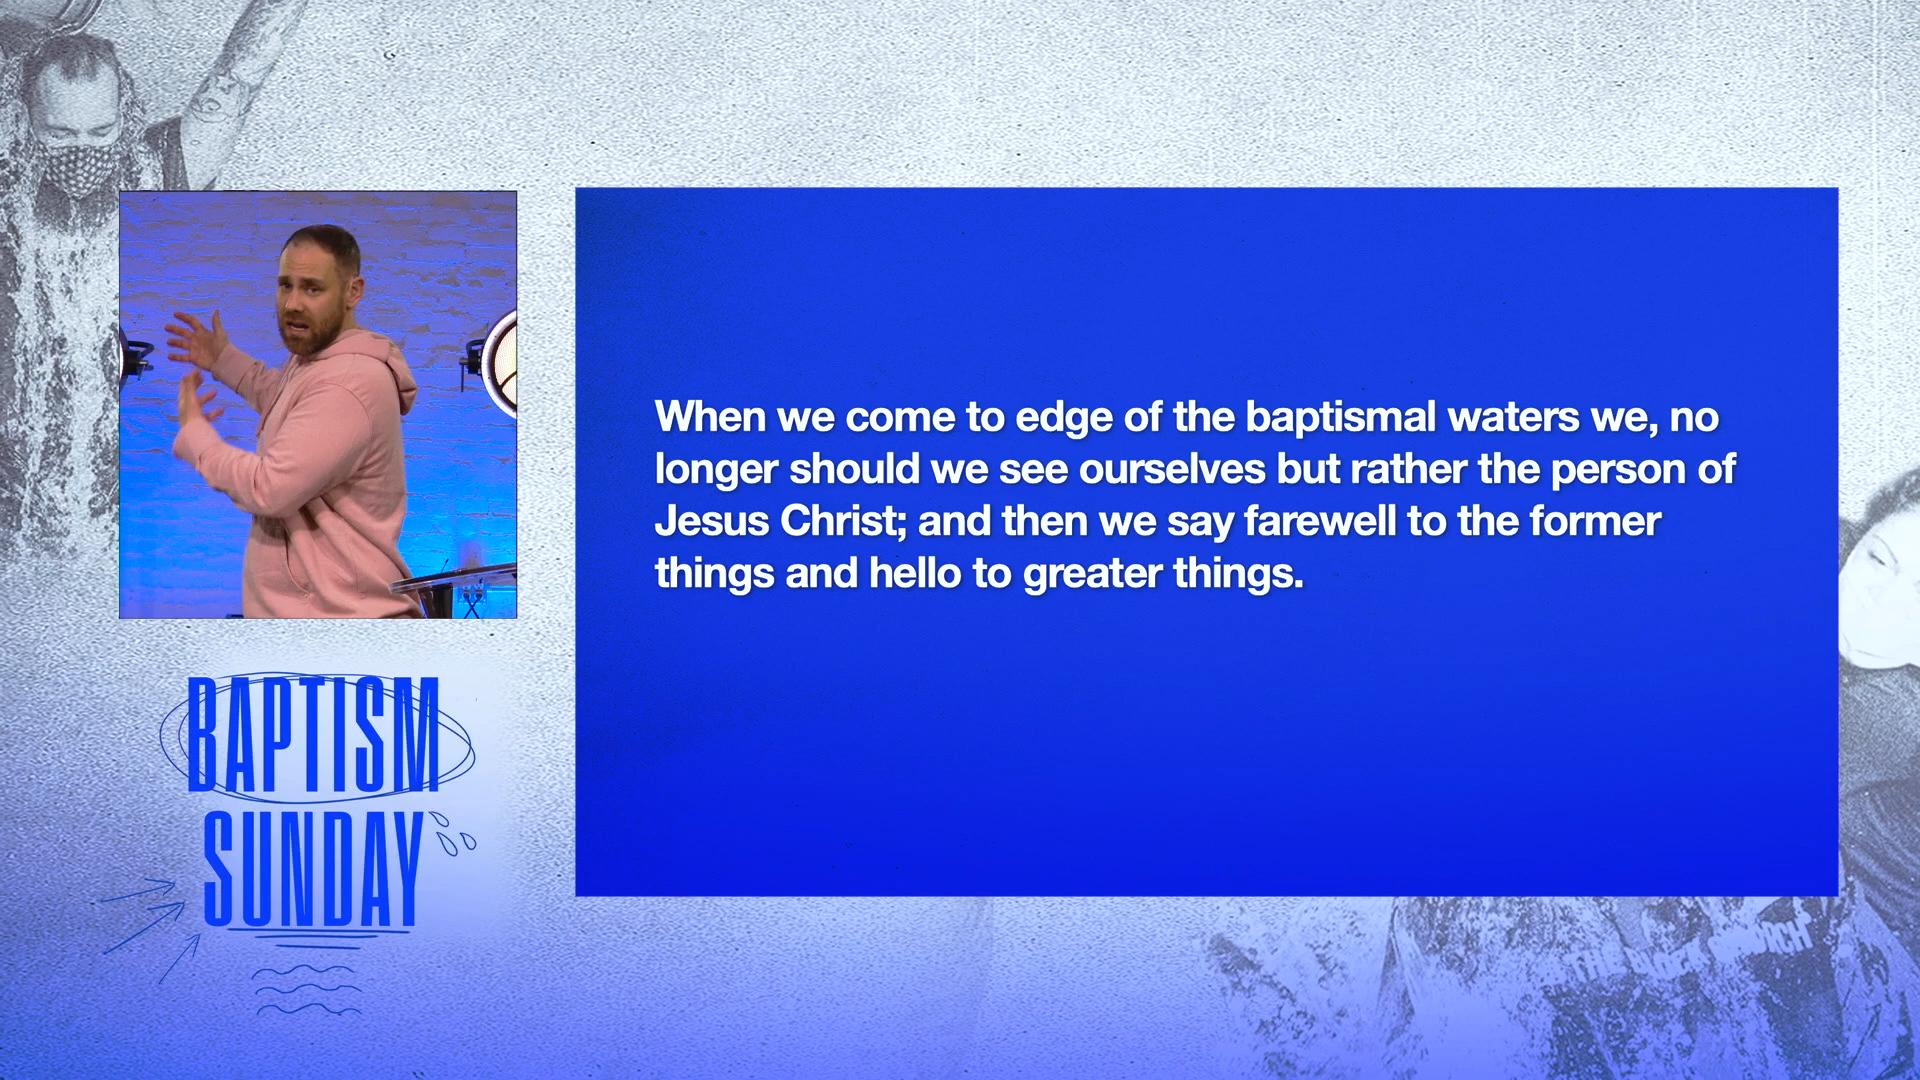 When we come to edge of the baptismal waters we, no
longer should we see ourselves but rather the person of
Jesus Christ; and then we say farewell to the former
things and hello to greater things.
BAPTISM
SUNDAY